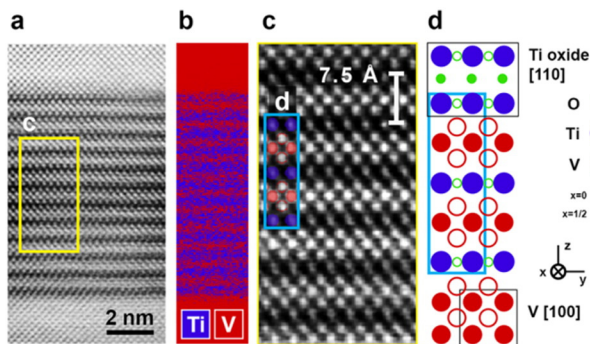 a
b
c
d
c
2 nm
Ti V
7.5 Å
d
Ti oxide
[110]
O
Ti
V
x=0
x=1/2
z
x
y
V [100]